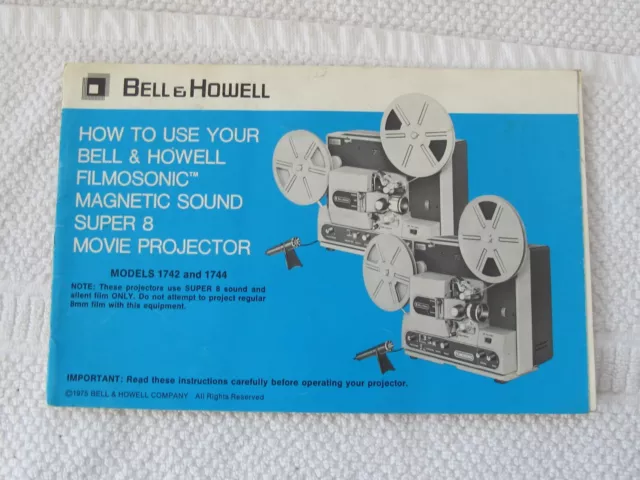 BELL & HOWELL
HOW TO USE YOUR
BELL & HOWELL
FILMOSONIC™
MAGNETIC SOUND
SUPER 8
MOVIE PROJECTOR
MODELS 1742 and 1744
NOTE: These projectors use SUPER 8 sound and
silent film ONLY. Do not attempt to project regular
8mm film with this equipment.
IMPORTANT: Read these instructions carefully before operating your projector.
©1975 BELL & HOWELL COMPANY All Rights Reserved